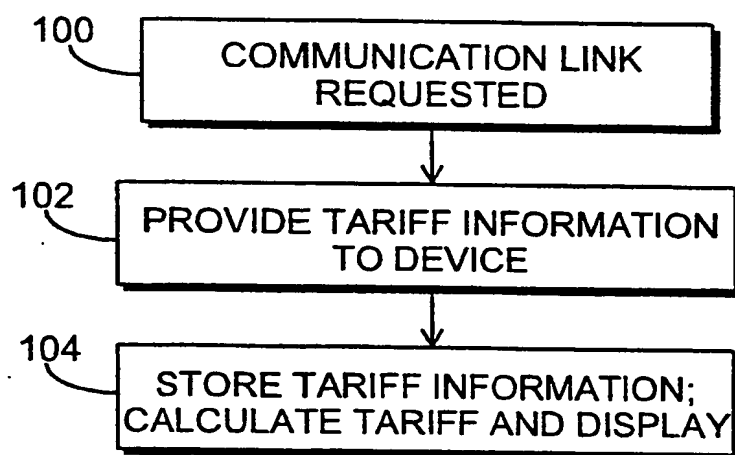 100
COMMUNICATION LINK
REQUESTED
102
PROVIDE TARIFF INFORMATION
TO DEVICE
104
STORE TARIFF INFORMATION;
CALCULATE TARIFF AND DISPLAY